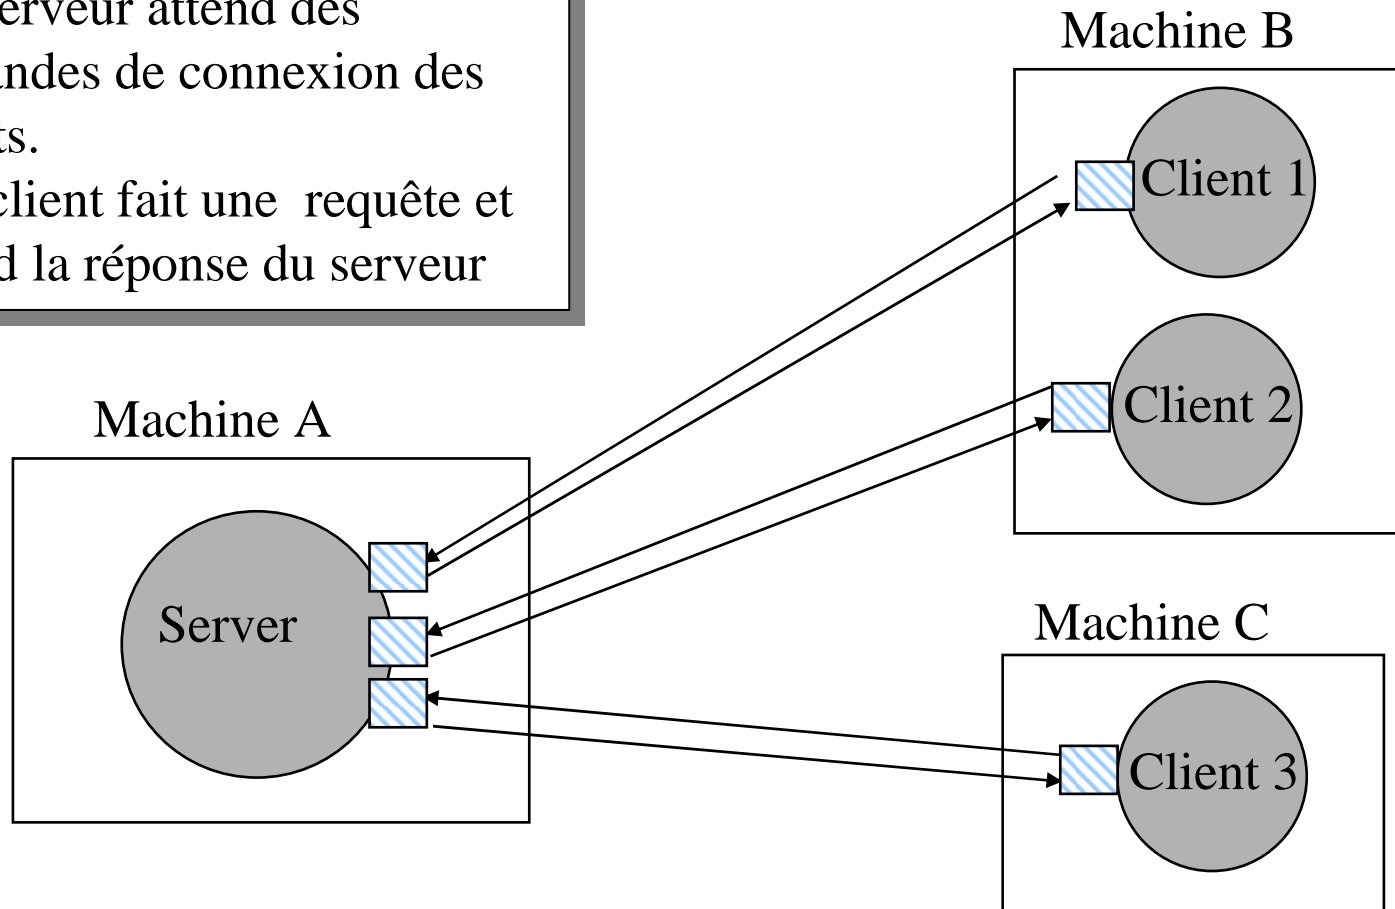 erveur attend des
andes de connexion des
ts.
client fait une  requête et
d la réponse du serveur
Machine B
Client 1
Client 2
Machine A
Server
Machine C
Client 3